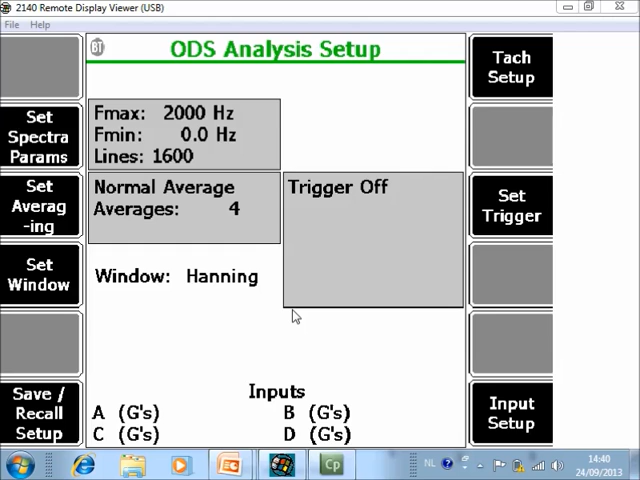 2140 Remote Display Viewer (USB)
File Help
BT
ODS Analysis Setup
Tach
Setup
Set
Spectra
Params
Fmax: 2000 Hz
Fmin: 0.0 Hz
Lines: 1600
Set
Averag
-ing
Normal Average
Averages: 4
Trigger Off
Set
Trigger
Set
Window
Window: Hanning
Save /
Recall
Setup
Inputs
A (G's) B (G's)
C (G's) D (G's)
Input
Setup
Cp
NL
14:40
24/09/2013